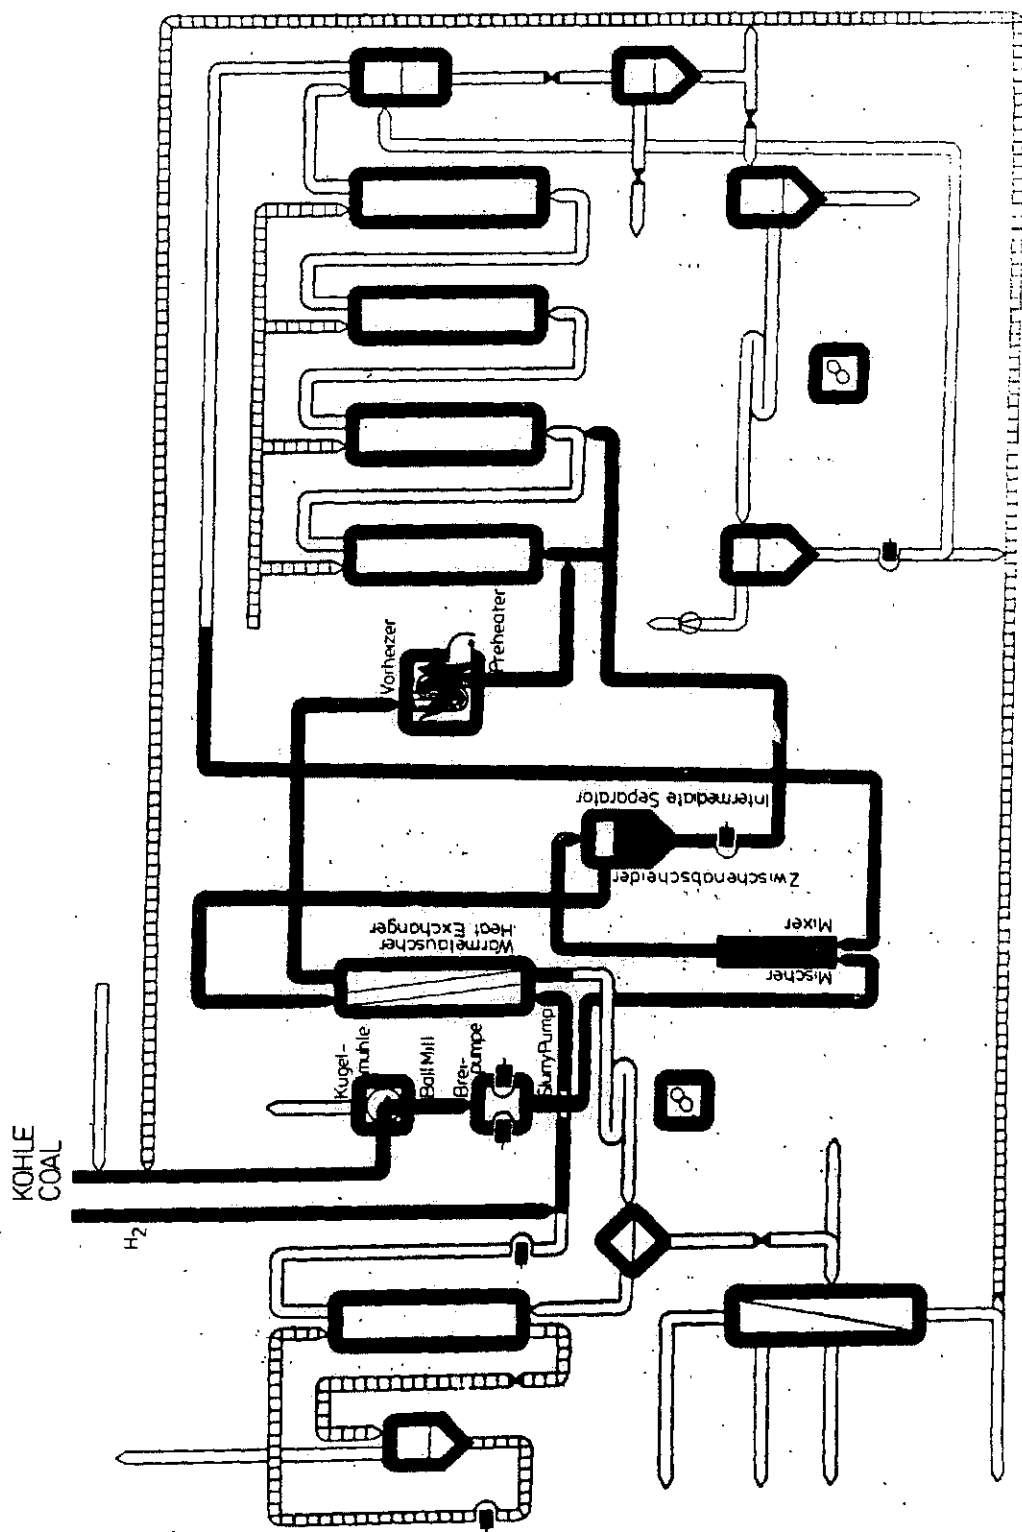 KOHLE
COAL
H2
Kugel-
mühle
Ball Mill
Brei-
pumpe
Slurry Pump
Wärmetauscher
Heat Exchanger
Vorheizer
Preheater
Zwischenabscheider
Intermediate Separator
Mischer
Mixer